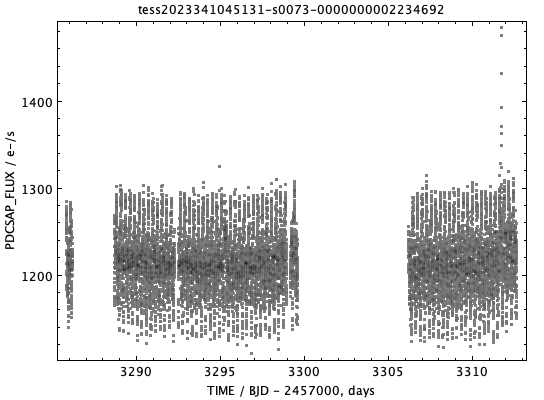 tess2023341045131-s0073-0000000002234692
1400
1300
1200
PDCSAP_FLUX / e-/s
3290 3295 3300 3305 3310
TIME / BJD - 2457000, days